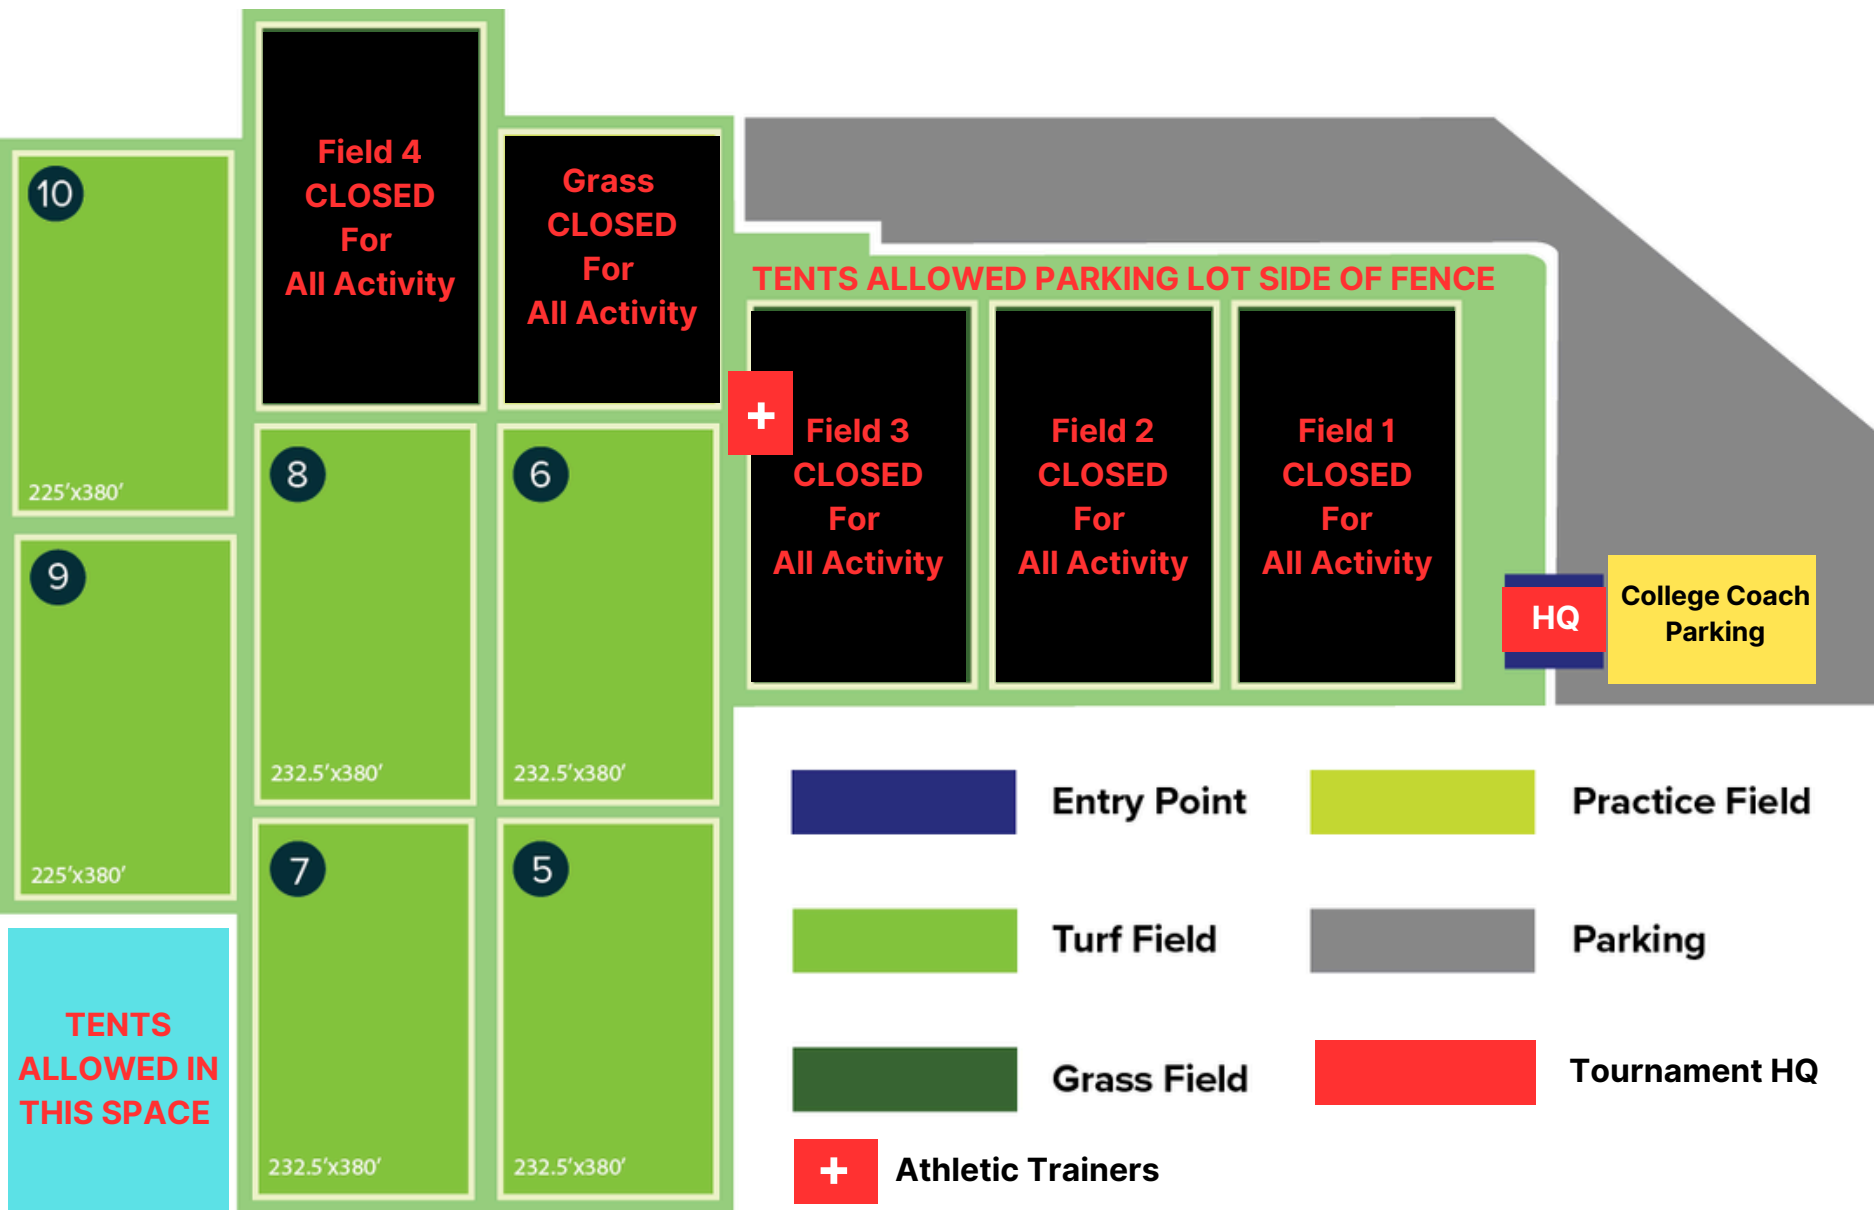 10
225'x380'
9
225'x380'
TENTS
ALLOWED IN
THIS SPACE
Field 4
CLOSED
For
All Activity
8
232.5'x380'
7
232.5'x380'
Grass
CLOSED
For
All Activity
6
232.5'x380'
5
232.5'x380'
TENTS ALLOWED PARKING LOT SIDE OF FENCE
+
Field 3
CLOSED
For
All Activity
Field 2
CLOSED
For
All Activity
Field 1
CLOSED
For
All Activity
HQ
College Coach
Parking
Entry Point
Practice Field
Turf Field
Parking
Grass Field
Tournament HQ
+
Athletic Trainers